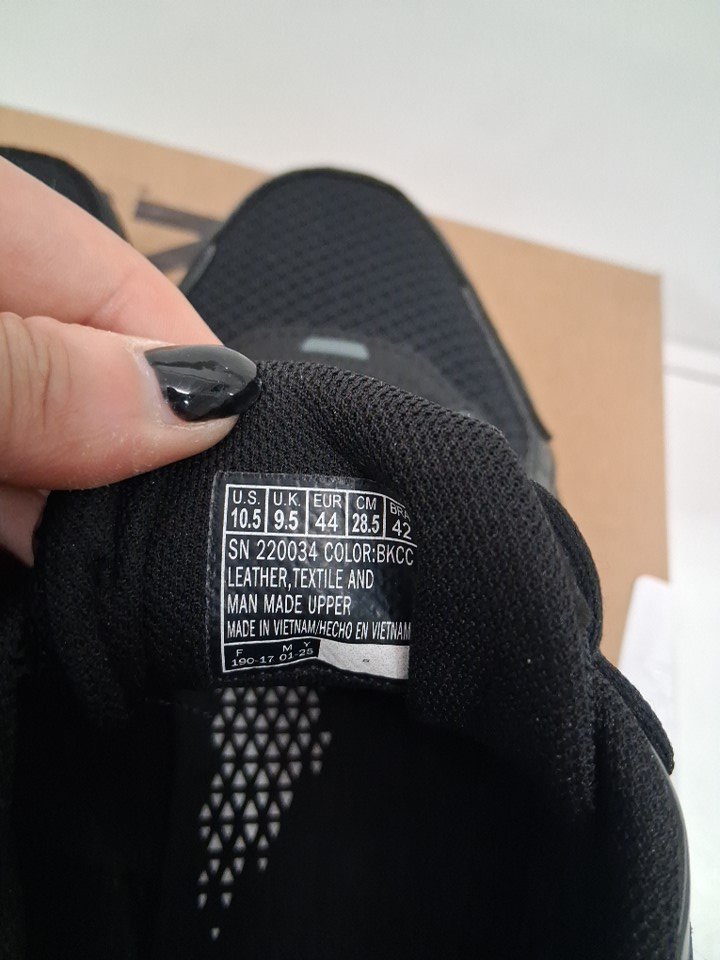 U.S. U.K. EUR CM BRA
10.5 9.5 44 28.5 42
SN 220034 COLOR:BKCC
LEATHER,TEXTILE AND
MAN MADE UPPER
MADE IN VIETNAM/HECHO EN VIETNAM
F M Y
190-17 01-25